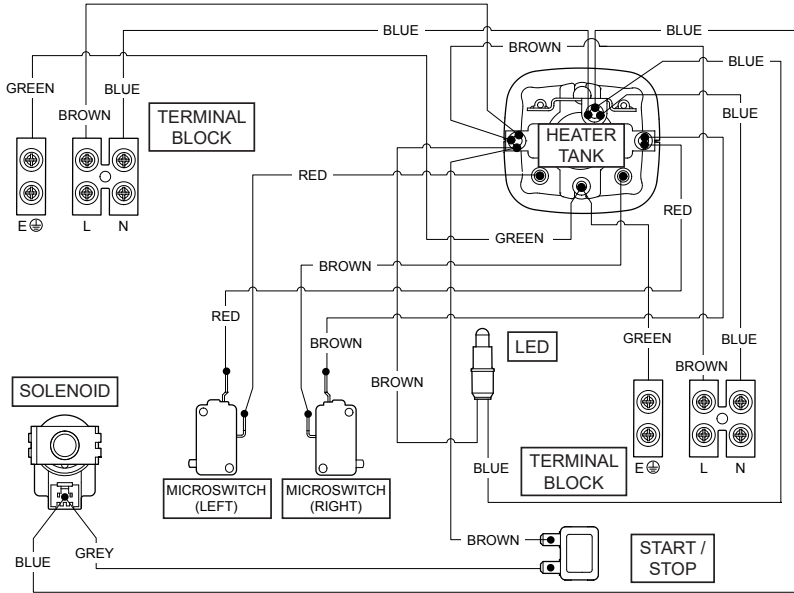 BLUE
BLUE
BROWN
BLUE
GREEN
BLUE
BROWN
BLUE
TERMINAL
BLOCK
HEATER
TANK
RED
RED
E
L
N
GREEN
BROWN
RED
GREEN
BLUE
BROWN
LED
BROWN
BROWN
SOLENOID
TERMINAL
BLOCK
E
L
N
BLUE
MICROSWITCH
(LEFT)
MICROSWITCH
(RIGHT)
BROWN
START /
STOP
GREY
BLUE